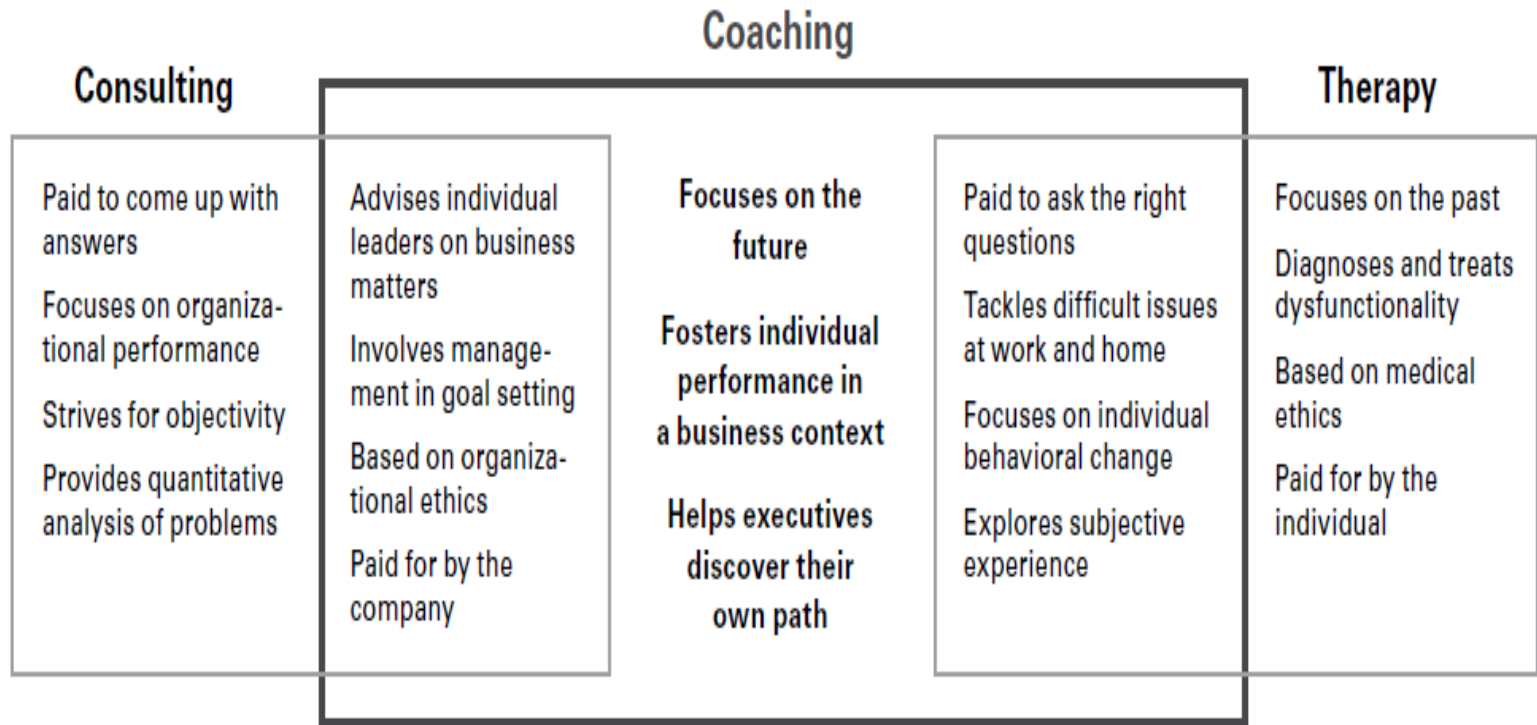 Coaching
Consulting
Therapy
Paid to come up with
answers
Focuses on organiza-
tional performance
Strives for objectivity
Provides quantitative
analysis of problems
Advises individual
leaders on business
matters
Involves manage-
ment in goal setting
Based on organiza-
tional ethics
Paid for by the
company
Focuses on the
future
Fosters individual
performance in
a business context
Helps executives
discover their
own path
Paid to ask the right
questions
Tackles difficult issues
at work and home
Focuses on individual
behavioral change
Explores subjective
experience
Focuses on the past
Diagnoses and treats
dysfunctionality
Based on medical
ethics
Paid for by the
individual